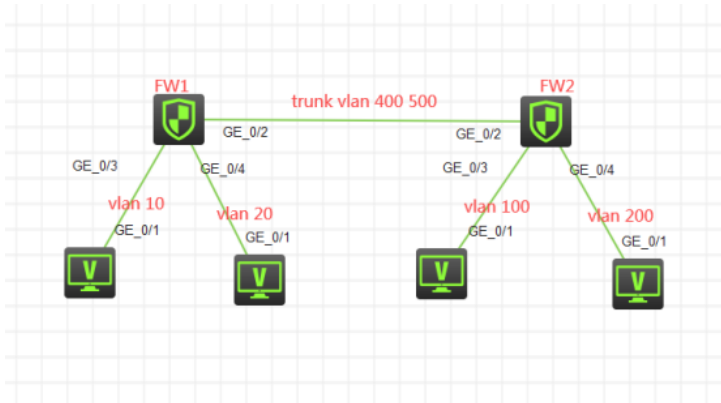 FW1
FW2
trunk vlan 400 500
GE_0/2
GE_0/2
GE_0/3
GE_0/4
GE_0/3
GE_0/4
vlan 10
vlan 20
vlan 100
vlan 200
GE_0/1
GE_0/1
GE_0/1
GE_0/1
V
V
V
V